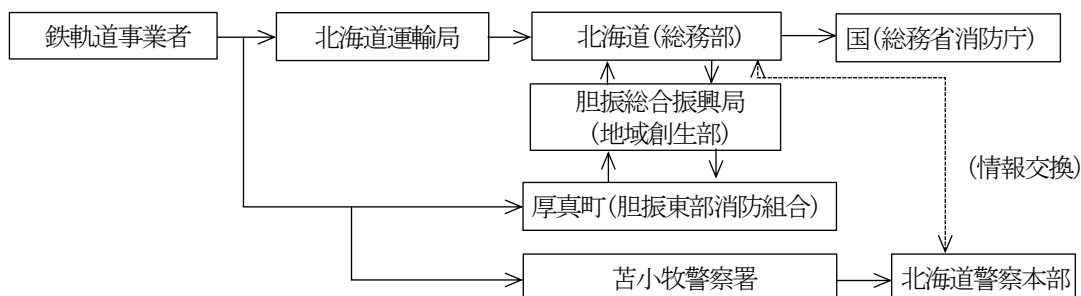 鉄軌道事業者
北海道運輸局
北海道(総務部)
国(総務省消防庁)
胆振総合振興局
(地域創生部)
(情報交換)
厚真町(胆振東部消防組合)
苫小牧警察署
北海道警察本部